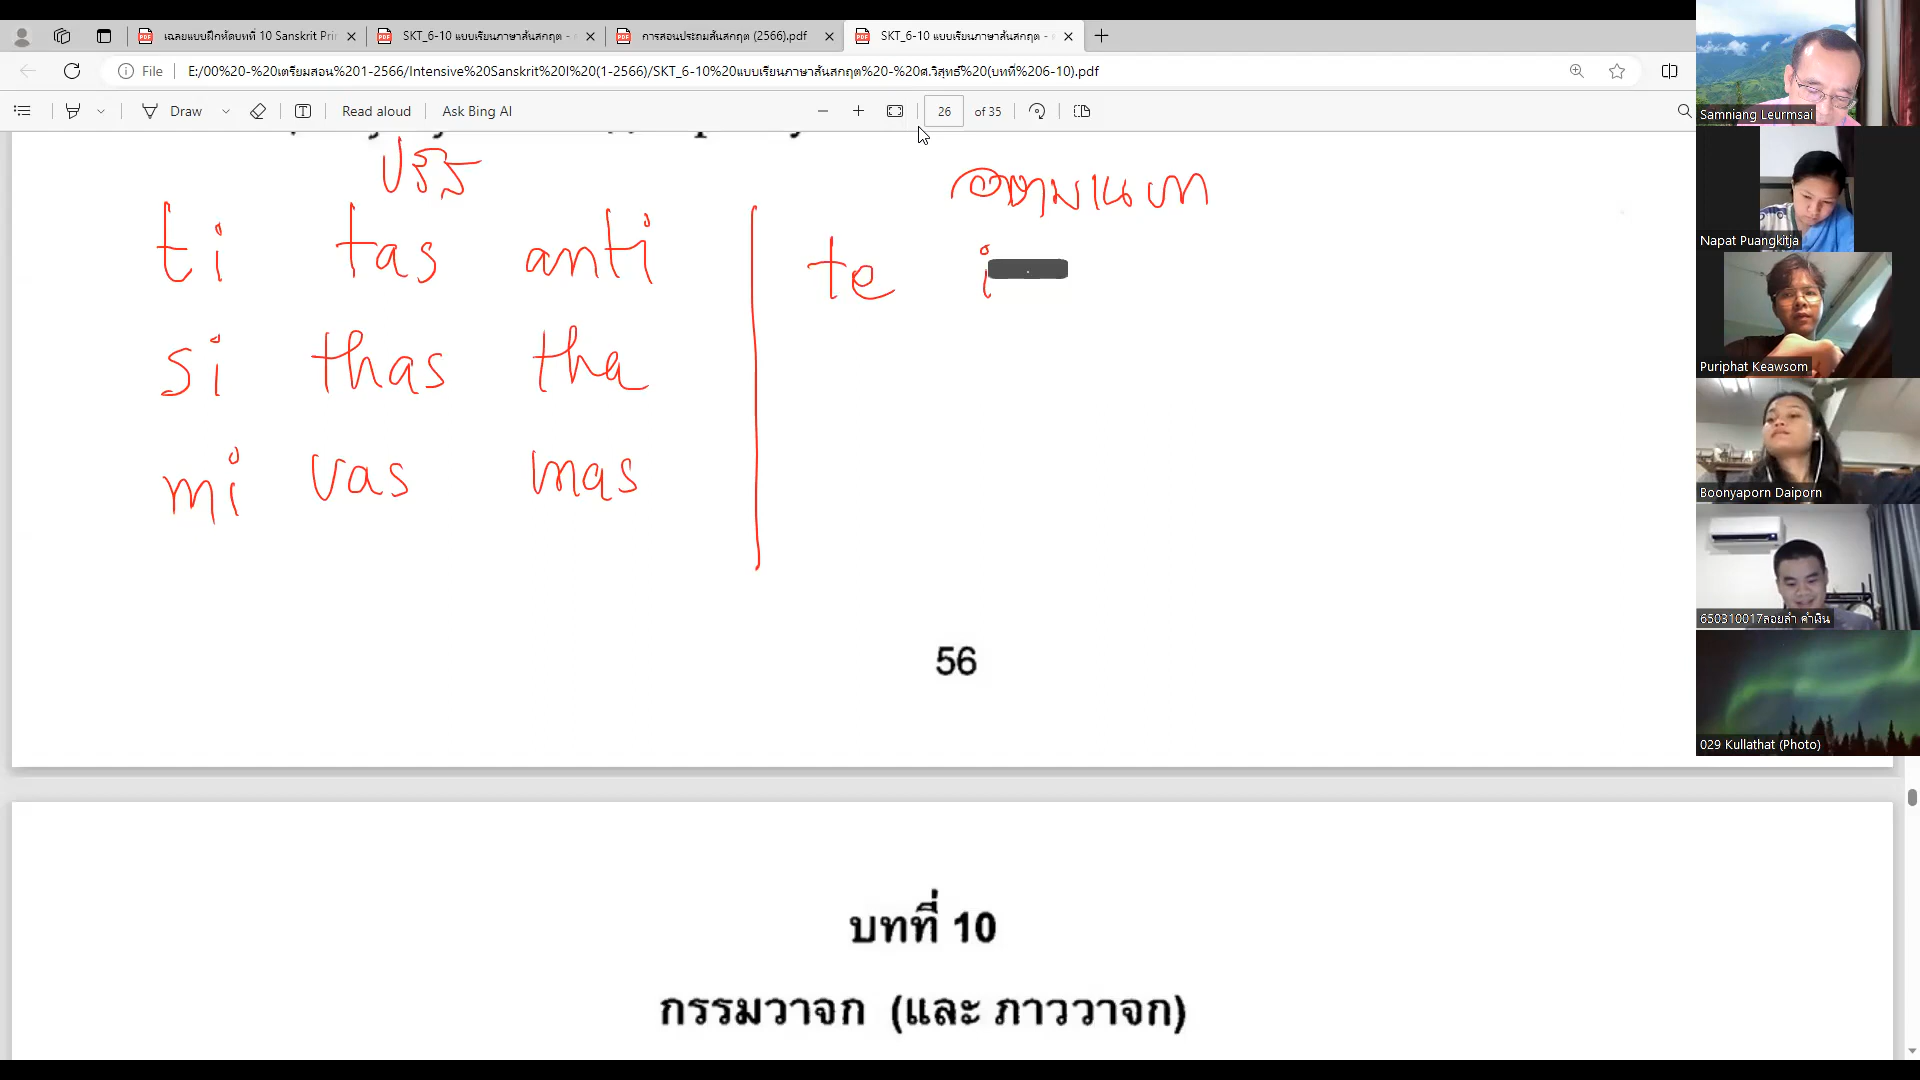 เฉลยแบบฝึกหัดบทที่ 10 Sanskrit Pri
SKT_6-10 แบบเรียนภาษาสันสกฤต -
การสอนประถมสันสกฤต (2566).pdf
SKT_6-10 แบบเรียนภาษาสันสกฤต -
File
E:/00%20-%20เตรียมสอน%201-2566/Intensive%20Sanskrit%20I%20(1-2566)/SKT_6-10%20แบบเรียนภาษาสันสกฤต%20-%20ศ.วิสุทธ์%20(บทที่%206-10).pdf
Draw
Read aloud
Ask Bing AI
26 of 35
ti tas anti
te i
si thas tha
mi vas mas
56
บทที่ 10
กรรมวาจก (และ ภาววาจก)
Samniang Leurmsai
Napat Puangkitja
Puriphat Keawsom
Boonyaporn Daiporn
650310017ลอยลำ คำเงิน
029 Kullathat (Photo)